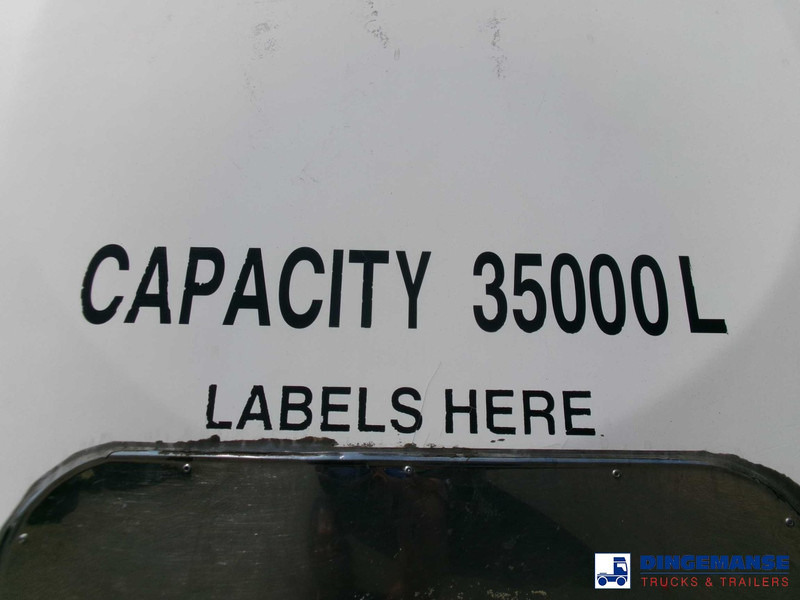 CAPACITY 35000 L
LABELS HERE
DINGEMANSE
TRUCKS & TRAILERS